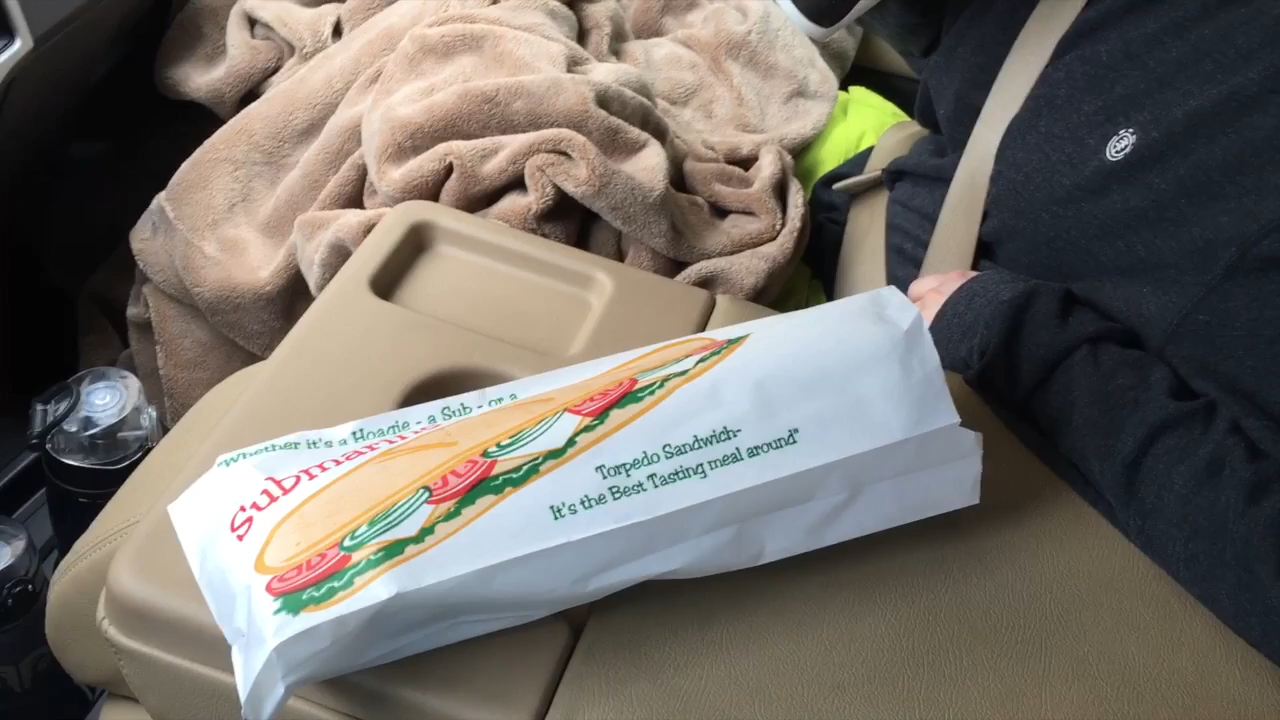 "Whether it's a Hoagie - a Sub - or a
Submarine
Torpedo Sandwich-
It's the Best Tasting meal around"